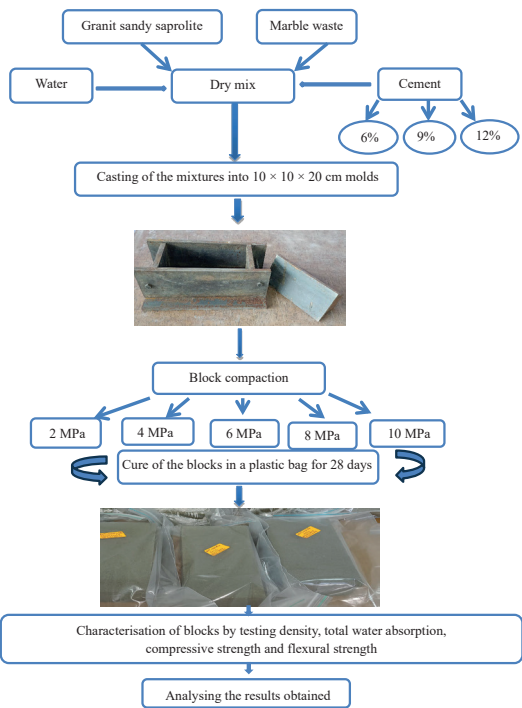 Granit sandy saprolite
Marble waste
Water
Dry mix
Cement
6%
9%
12%
Casting of the mixtures into 10 × 10 × 20 cm molds
Block compaction
2 MPa
4 MPa
6 MPa
8 MPa
10 MPa
Cure of the blocks in a plastic bag for 28 days
Characterisation of blocks by testing density, total water absorption,
compressive strength and flexural strength
Analysing the results obtained